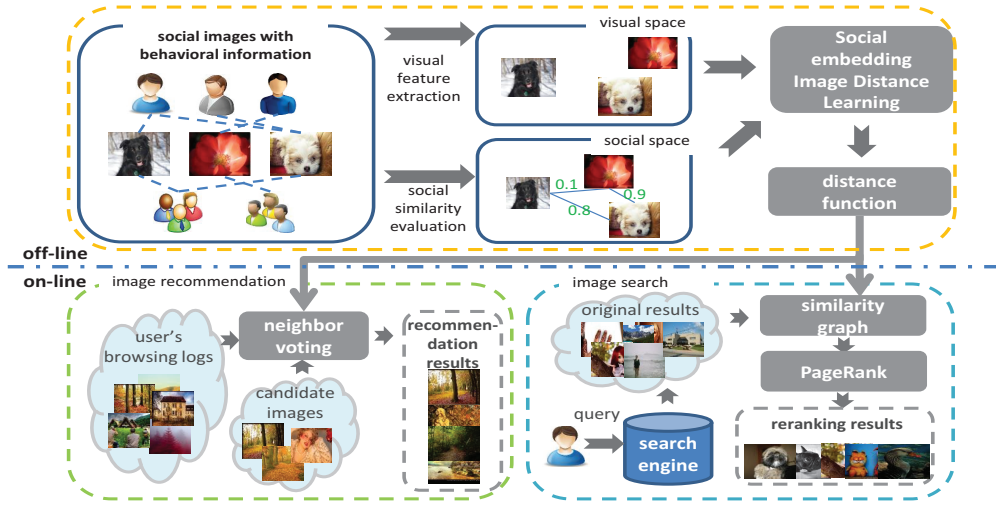 social images with
behavioral information
visual
feature
extraction
visual space
Social
embedding
Image Distance
Learning
social
similarity
evaluation
social space
0.1
0.9
0.8
distance
function
off-line
on-line
image recommendation
user's
browsing logs
neighbor
voting
candidate
images
recommen-
dation
results
image search
original results
query
search
engine
similarity
graph
PageRank
reranking results